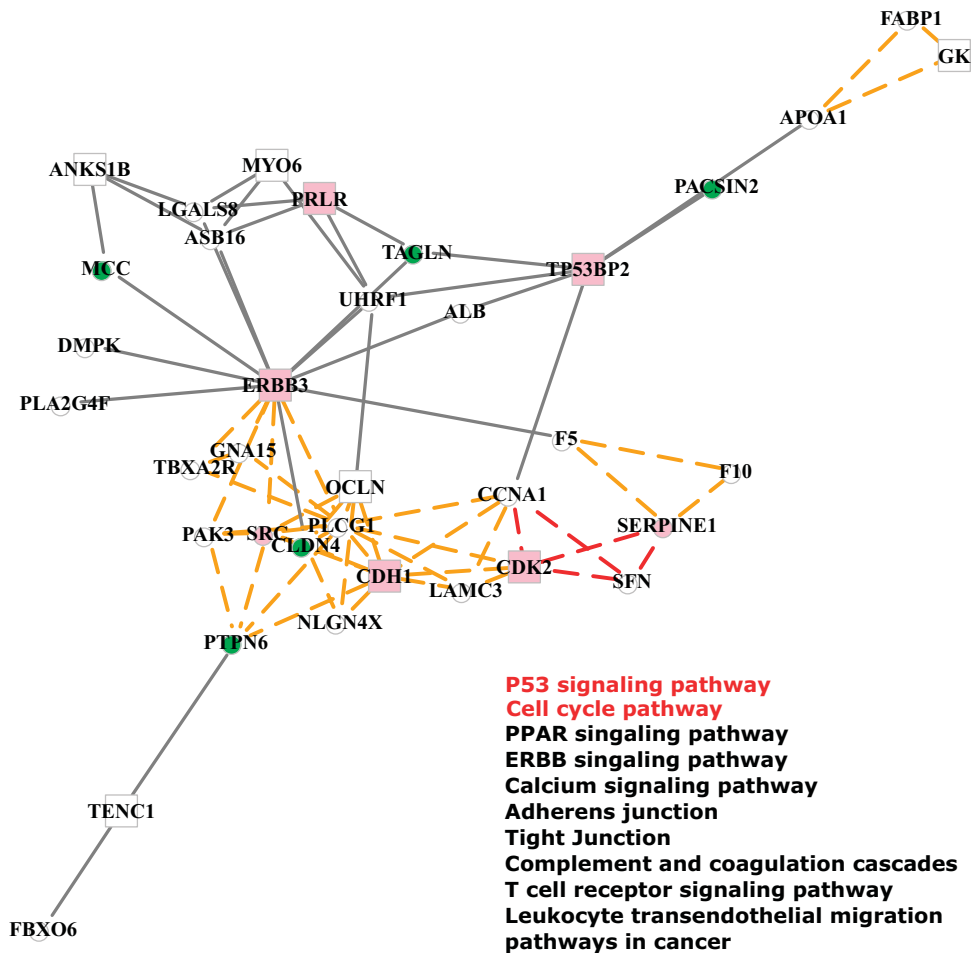 FABP1
GK
APOA1
ANKS1B
MYO6
PACSIN2
PRLR
LGALS8
ASB16
TAGLN
MCC
TP53BP2
UHRF1
ALB
DMPK
ERBB3
PLA2G4F
F5
GNA15
TBXA2R
F10
OCLN
CCNA1
PAK3
SRC
PLCG1
SERPINE1
CLDN4
CDH1
CDK2
LAMC3
SFN
NLGN4X
PTPN6
P53 signaling pathway
Cell cycle pathway
PPAR singaling pathway
ERBB singaling pathway
Calcium signaling pathway
TENC1
Adherens junction
Tight Junction
Complement and coagulation cascades
T cell receptor signaling pathway
Leukocyte transendothelial migration
FBXO6
pathways in cancer